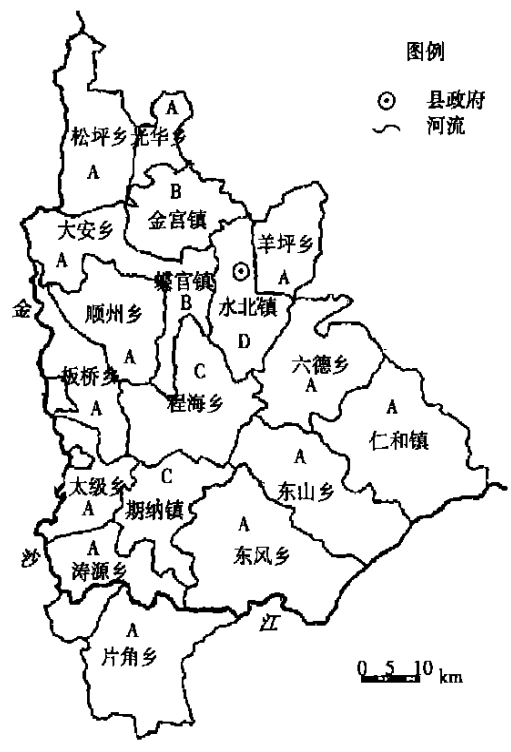 图例
县政府
河流
A
松坪乡
光华乡
A
B
金官镇
大安乡
羊坪乡
A
A
螺官镇
金
B
水北镇
顺州乡
D
A
C
六德乡
板桥乡
A
A
程海乡
A
仁和镇
A
C
太级乡
东山乡
A
期纳镇
A
A
沙
涛源乡
东风乡
江
A
片角乡
0 5 10 km